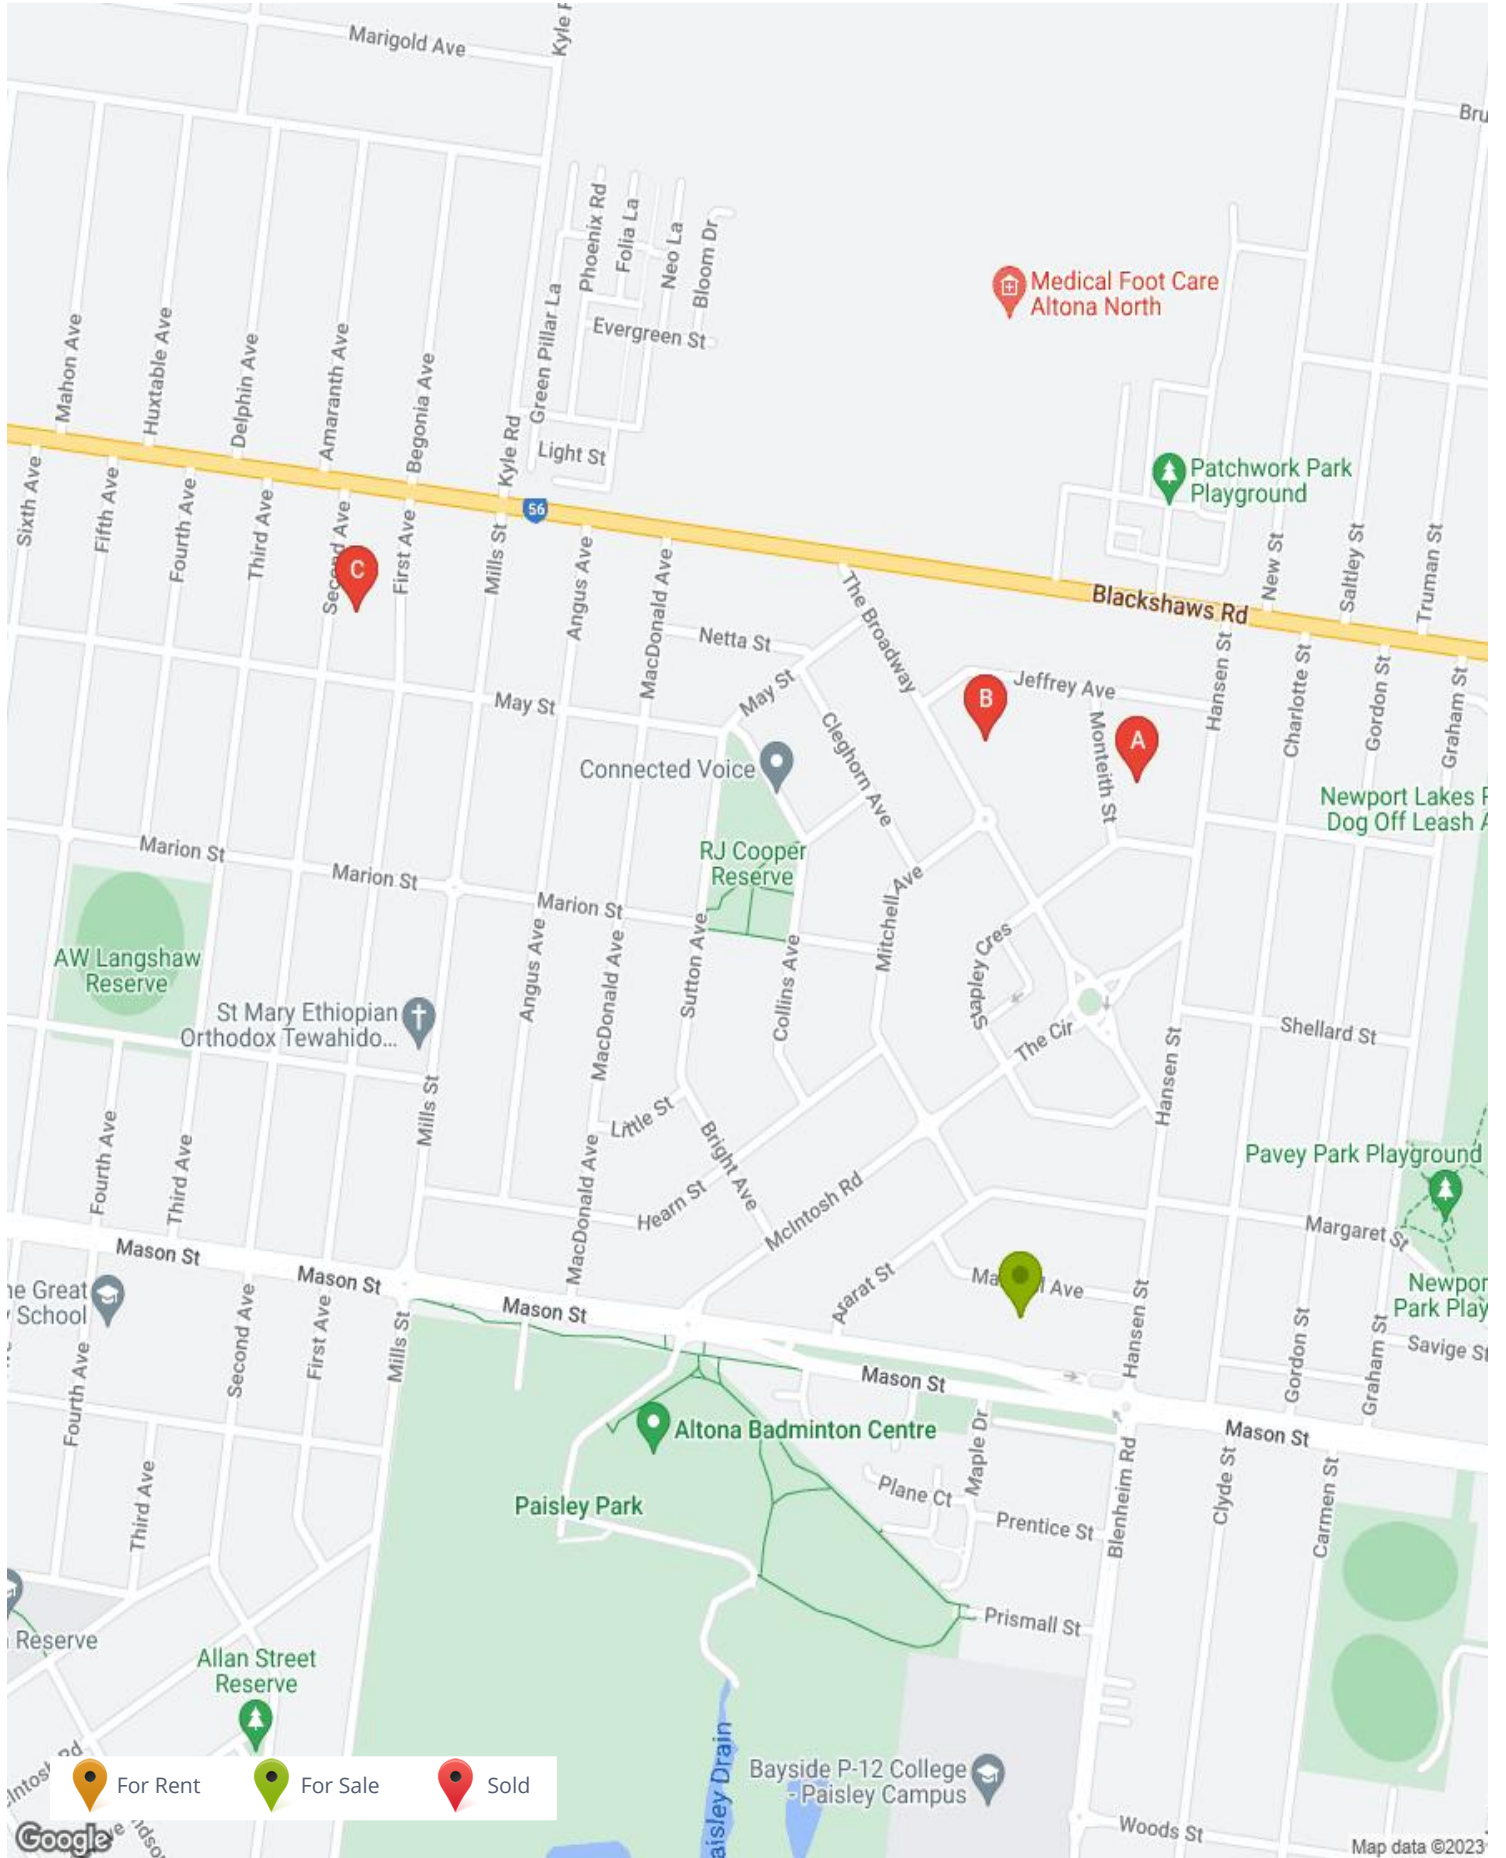 Marigold Ave
Kyle R
Bru
Phoenix Rd
Folia La
Neo La
Bloom Dr
Green Pillar La
Evergreen St
Medical Foot Care
Altona North
Mahon Ave
Huxtable Ave
Delphin Ave
Amaranth Ave
Begonia Ave
Kyle Rd
Light St
56
Patchwork Park
Playground
Sixth Ave
Fifth Ave
Fourth Ave
Third Ave
Second Ave
C
First Ave
Mills St
Angus Ave
MacDonald Ave
The Broadway
Blackshaws Rd
New St
Saltley St
Truman St
Netta St
May St
May St
Cleghorn Ave
Jeffrey Ave
B
A
Monteith St
Hansen St
Charlotte St
Gordon St
Graham St
Connected Voice
Newport Lakes
Dog Off Leash
RJ Cooper
Reserve
Marion St
Marion St
Marion St
Mitchell Ave
AW Langshaw
Reserve
St Mary Ethiopian
Orthodox Tewahido...
Angus Ave
MacDonald Ave
Sutton Ave
Collins Ave
Stapley Cres
The Cir
Shellard St
Hansen St
Mills St
Little St
Bright Ave
Fourth Ave
Third Ave
MacDonald Ave
Hearn St
McIntosh Rd
Pavey Park Playground
Margaret St
Mason St
Mason St
Mason St
Ararat St
Ave
Hansen St
Newpor
Park Play
he Great
School
Second Ave
First Ave
Mills St
Fourth Ave
Mason St
Gordon St
Graham St
Savige St
Mason St
Altona Badminton Centre
Maple Dr
Blenheim Rd
Clyde St
Carmen St
Third Ave
Paisley Park
Plane Ct
Prentice St
Prismall St
Reserve
Allan Street
Reserve
For Rent
For Sale
Sold
aisley Drain
Bayside P-12 College
- Paisley Campus
Woods St
Google
Map data ©2023